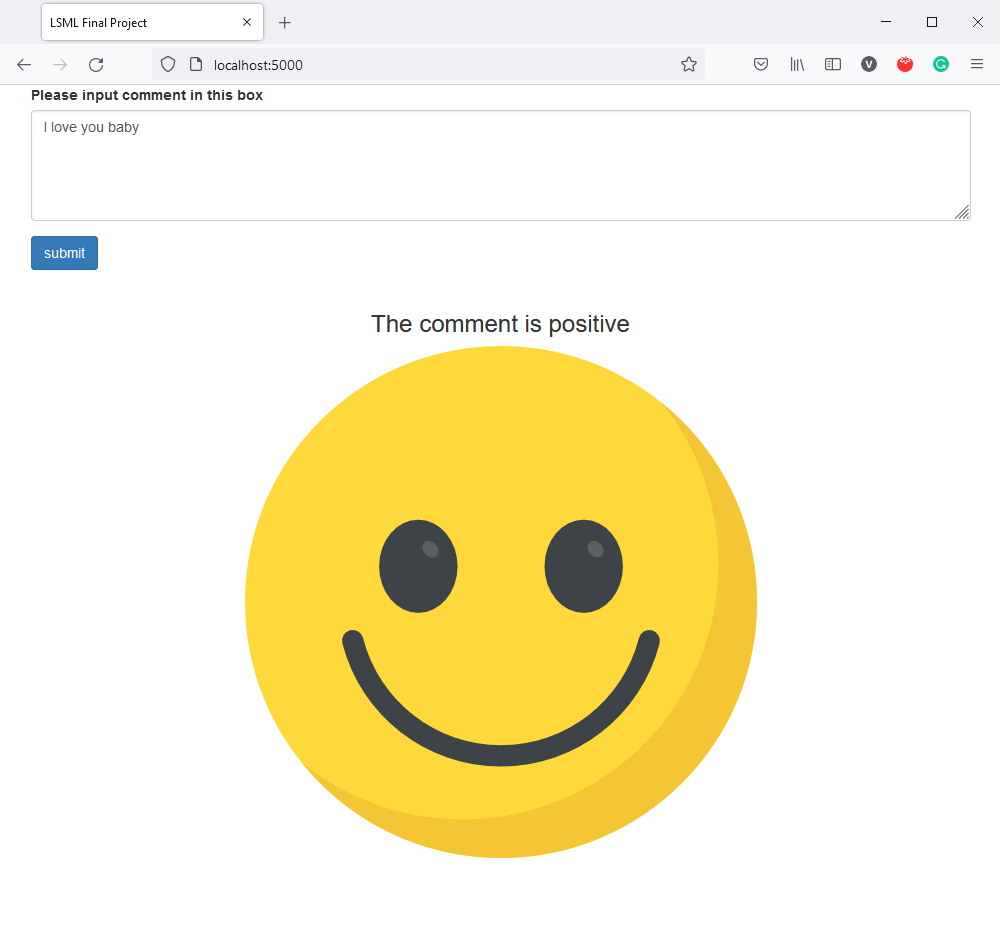 LSML Final Project
localhost:5000
V
Please input comment in this box
I love you baby
submit
The comment is positive